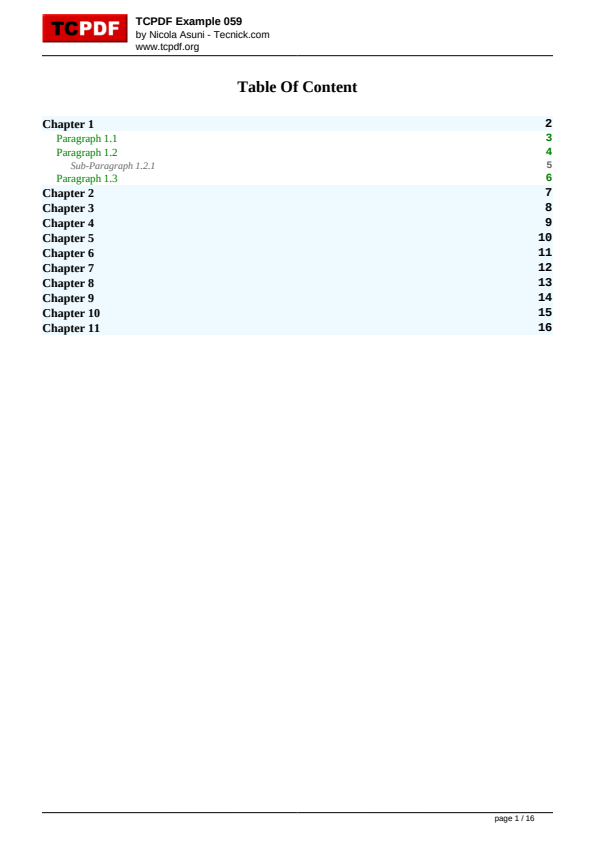 TCPDF
TCPDF Example 059
by Nicola Asuni - Tecnick.com
www.tcpdf.org
Table Of Content
Chapter 1 2
Paragraph 1.1 3
Paragraph 1.2 4
Sub-Paragraph 1.2.1 5
Paragraph 1.3 6
Chapter 2 7
Chapter 3 8
Chapter 4 9
Chapter 5 10
Chapter 6 11
Chapter 7 12
Chapter 8 13
Chapter 9 14
Chapter 10 15
Chapter 11 16
page 1 / 16